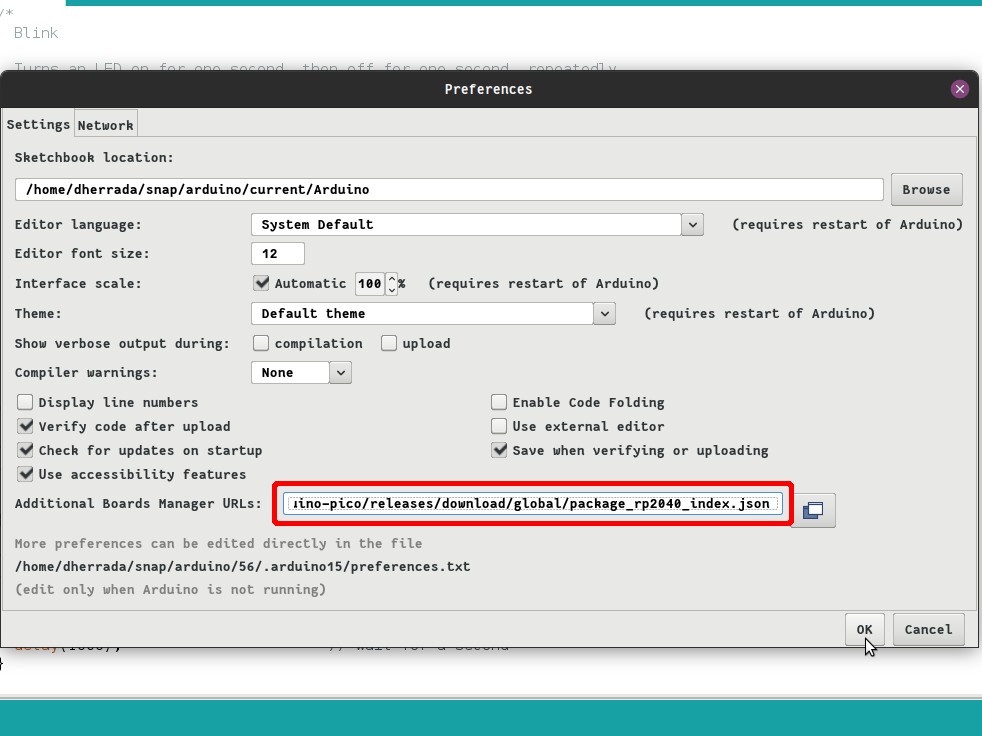 /*
Blink
Turns an LED on for one second, then off for one second, repeatedly.
Preferences
Settings Network
Sketchbook location:
/home/dherrada/snap/arduino/current/Arduino Browse
Editor language: System Default (requires restart of Arduino)
Editor font size: 12
Interface scale: Automatic 100 % (requires restart of Arduino)
Theme: Default theme (requires restart of Arduino)
Show verbose output during: compilation upload
Compiler warnings: None
Display line numbers Enable Code Folding
Verify code after upload Use external editor
Check for updates on startup Save when verifying or uploading
Use accessibility features
Additional Boards Manager URLs: ino-pico/releases/download/global/package_rp2040_index.json
More preferences can be edited directly in the file
/home/dherrada/snap/arduino/56/.arduino15/preferences.txt
(edit only when Arduino is not running)
OK Cancel
delay(1000); // wait for a second
}